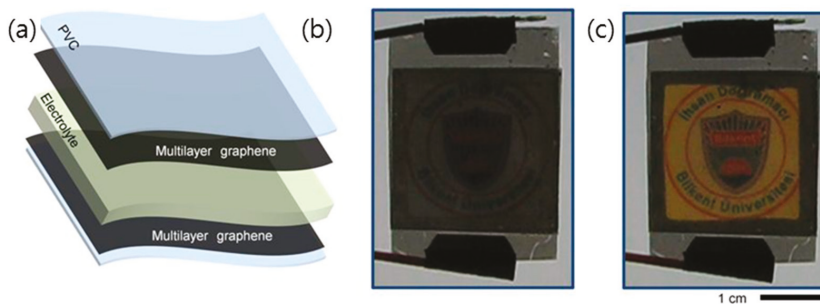 (a)
PVC
Multilayer graphene
Electrolyte
Multilayer graphene
(b)
(c)
İhsan Doğramacı
Bilkent Üniversitesi
1 cm